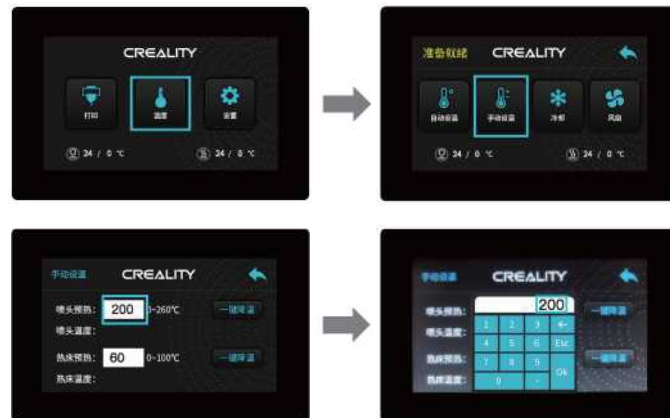 CREALITY
打印
温度
设置
24 / 0 ℃
24 / 0 ℃
准备就绪 CREALITY
自动设温
手动设温
冷却
风扇
24 / 0 ℃
24 / 0 ℃
手动设温 CREALITY
喷头预热: 200 0~260℃ 一键降温
喷头温度:
热床预热: 60 0~100℃ 一键降温
热床温度:
手动设温 CREALITY
200
喷头预热: 一键降温
1 2 3 ←
喷头温度:
4 5 6 Esc
热床预热: 一键降温
7 8 9 Ok
热床温度:
0 .